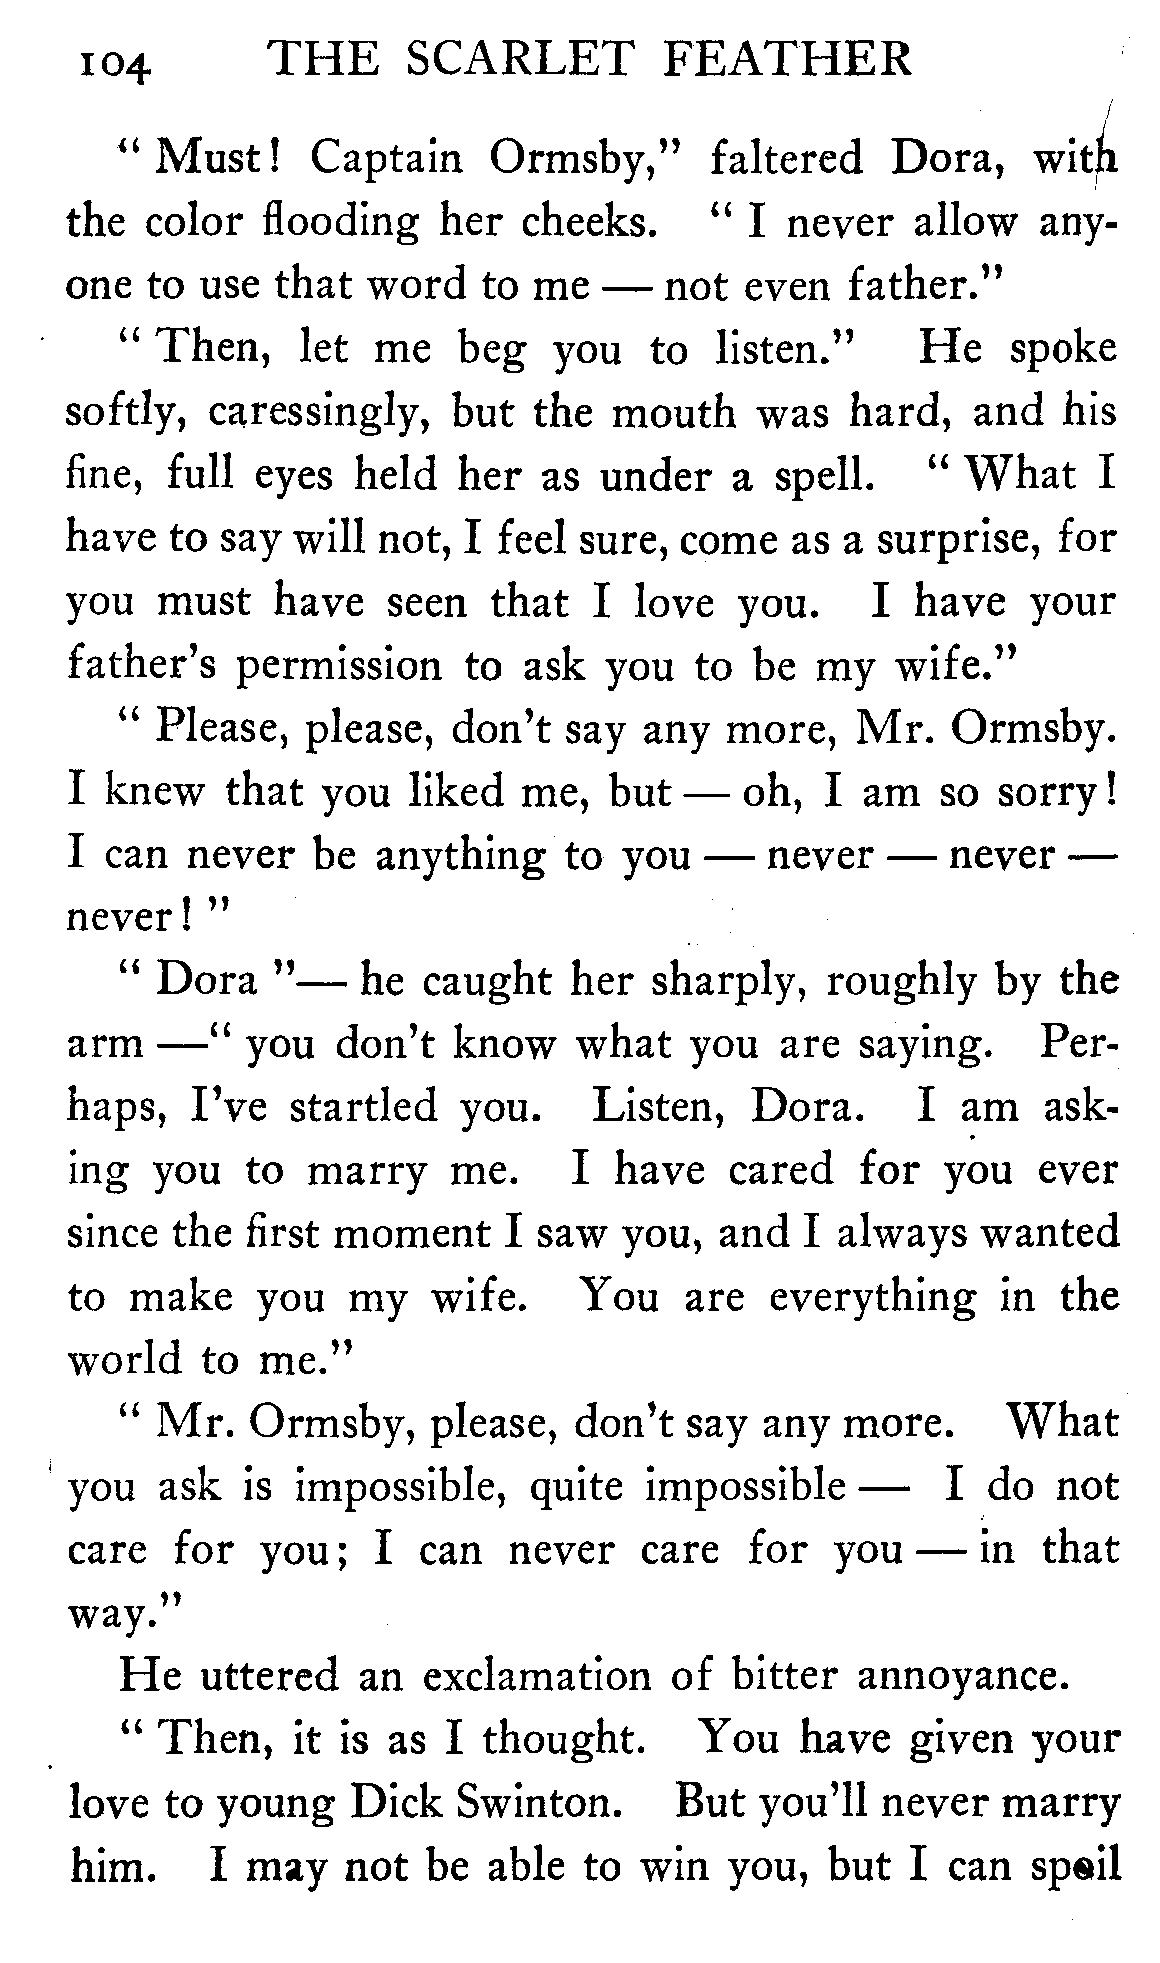 104 THE SCARLET FEATHER
“ Must! Captain Ormsby,” faltered Dora, with
the color flooding her cheeks. “ I never allow any-
one to use that word to me — not even father.”
“ Then, let me beg you to listen.” He spoke
softly, caressingly, but the mouth was hard, and his
fine, full eyes held her as under a spell. “ What I
have to say will not, I feel sure, come as a surprise, for
you must have seen that I love you. I have your
father’s permission to ask you to be my wife.”
“ Please, please, don’t say any more, Mr. Ormsby.
I knew that you liked me, but — oh, I am so sorry!
I can never be anything to you — never — never —
never! ”
“ Dora ”— he caught her sharply, roughly by the
arm —“ you don’t know what you are saying. Per-
haps, I’ve startled you. Listen, Dora. I am ask-
ing you to marry me. I have cared for you ever
since the first moment I saw you, and I always wanted
to make you my wife. You are everything in the
world to me.”
“ Mr. Ormsby, please, don’t say any more. What
you ask is impossible, quite impossible — I do not
care for you; I can never care for you — in that
way.”
He uttered an exclamation of bitter annoyance.
“ Then, it is as I thought. You have given your
love to young Dick Swinton. But you’ll never marry
him. I may not be able to win you, but I can spoil